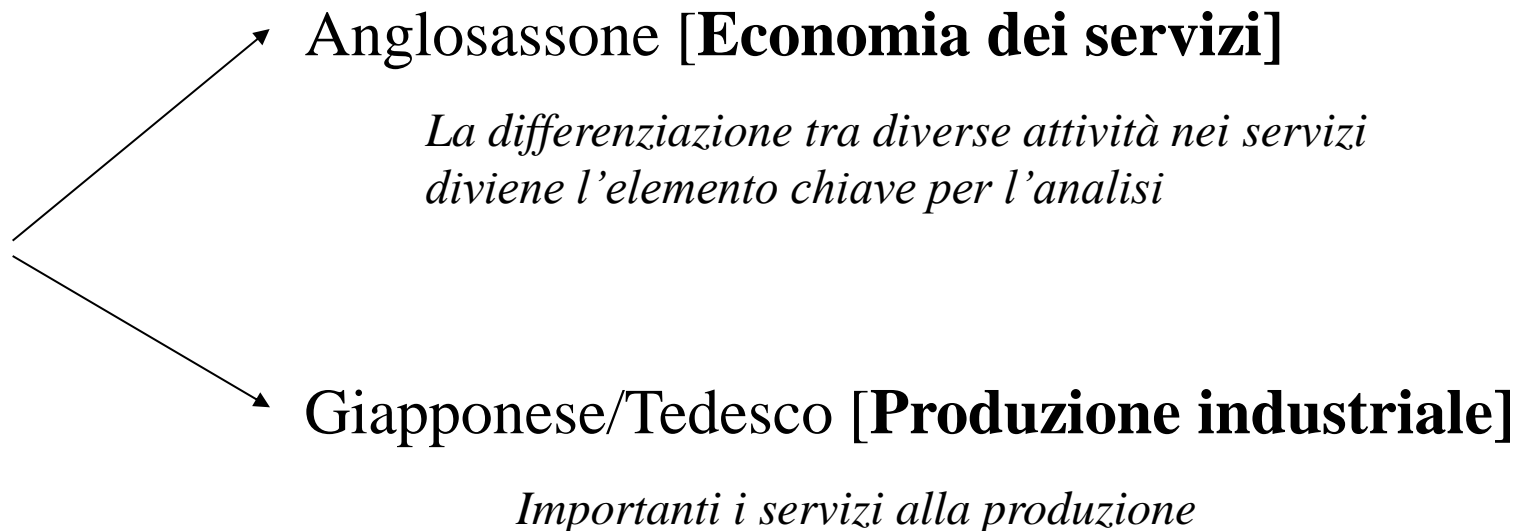 Anglosassone [Economia dei servizi]
La differenziazione tra diverse attività nei servizi
diviene l’elemento chiave per l’analisi
Giapponese/Tedesco [Produzione industriale]
Importanti i servizi alla produzione